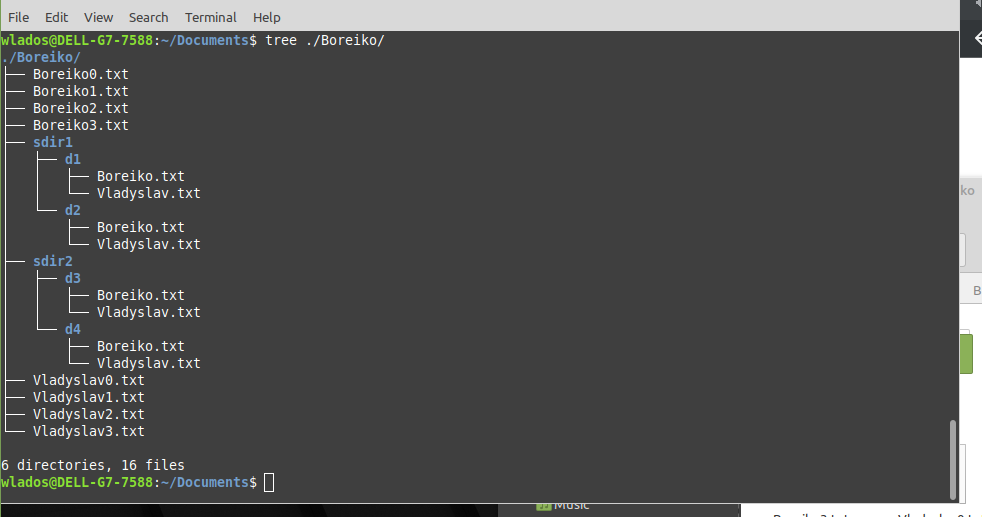 File Edit View Search Terminal Help
wlados@DELL-G7-7588:~/Documents$ tree ./Boreiko/
./Boreiko/
├── Boreiko0.txt
├── Boreiko1.txt
├── Boreiko2.txt
├── Boreiko3.txt
├── sdir1
│   ├── d1
│   │   ├── Boreiko.txt
│   │   └── Vladyslav.txt
│   └── d2
│       ├── Boreiko.txt
│       └── Vladyslav.txt
├── sdir2
│   ├── d3
│   │   ├── Boreiko.txt
│   │   └── Vladyslav.txt
│   └── d4
│       ├── Boreiko.txt
│       └── Vladyslav.txt
├── Vladyslav0.txt
├── Vladyslav1.txt
├── Vladyslav2.txt
└── Vladyslav3.txt
6 directories, 16 files
wlados@DELL-G7-7588:~/Documents$
ko
B
Music